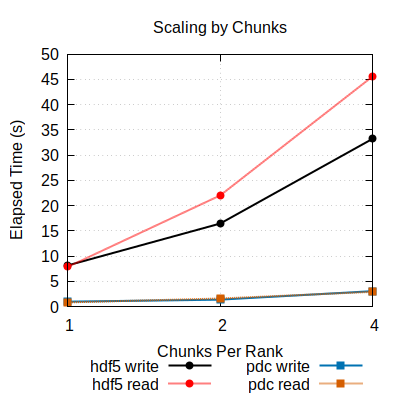 Scaling by Chunks
50
45
40
35
30
25
20
15
10
5
0
Elapsed Time (s)
1 2 4
Chunks Per Rank
hdf5 write pdc write
hdf5 read pdc read